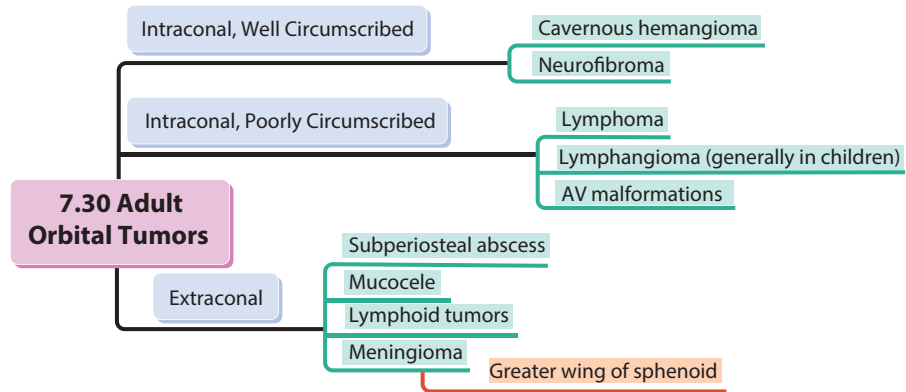 Intraconal, Well Circumscribed
Cavernous hemangioma
Neurofibroma
Intraconal, Poorly Circumscribed
Lymphoma
Lymphangioma (generally in children)
AV malformations
7.30 Adult
Orbital Tumors
Extraconal
Subperiosteal abscess
Mucocele
Lymphoid tumors
Meningioma
Greater wing of sphenoid